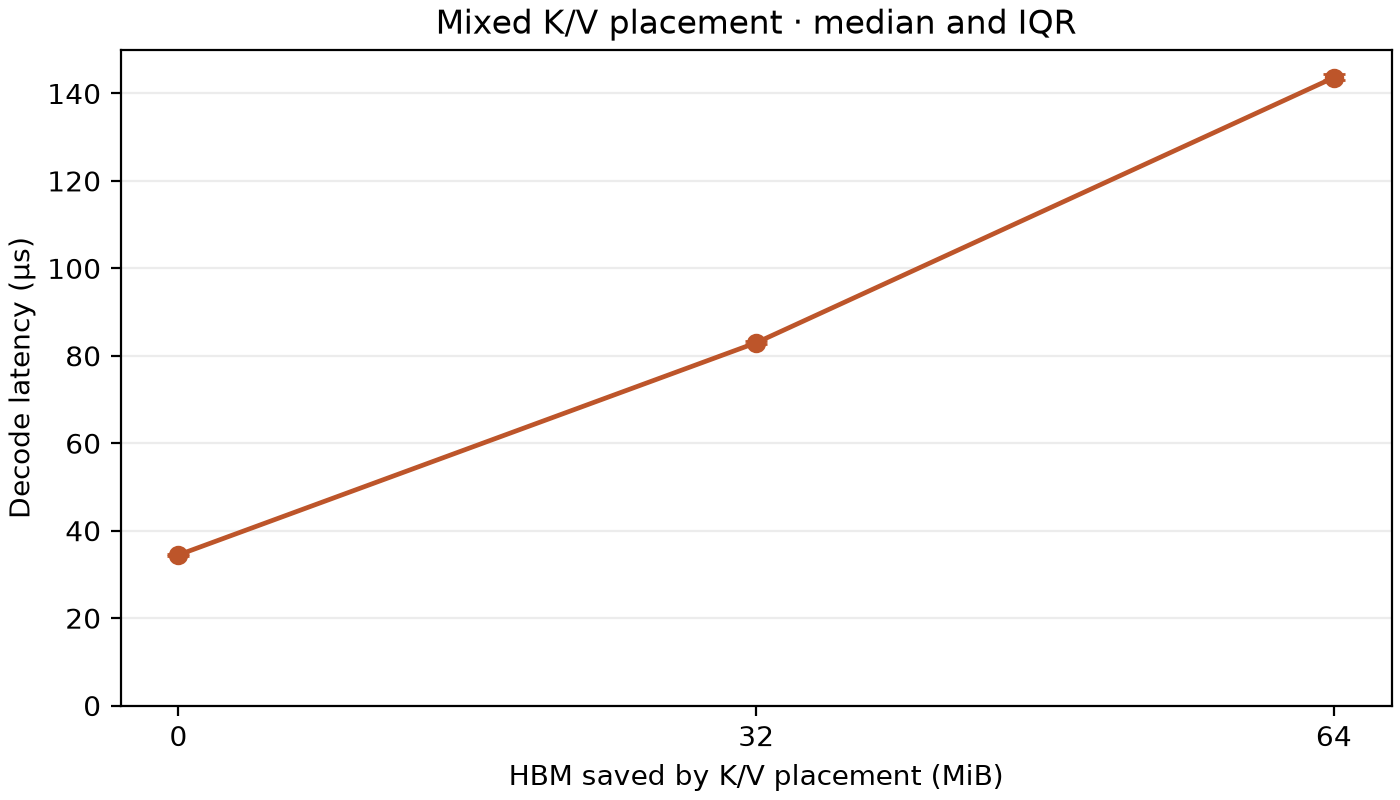 Mixed K/V placement · median and IQR
Decode latency (µs)
140
120
100
80
60
40
20
0
0 32 64
HBM saved by K/V placement (MiB)